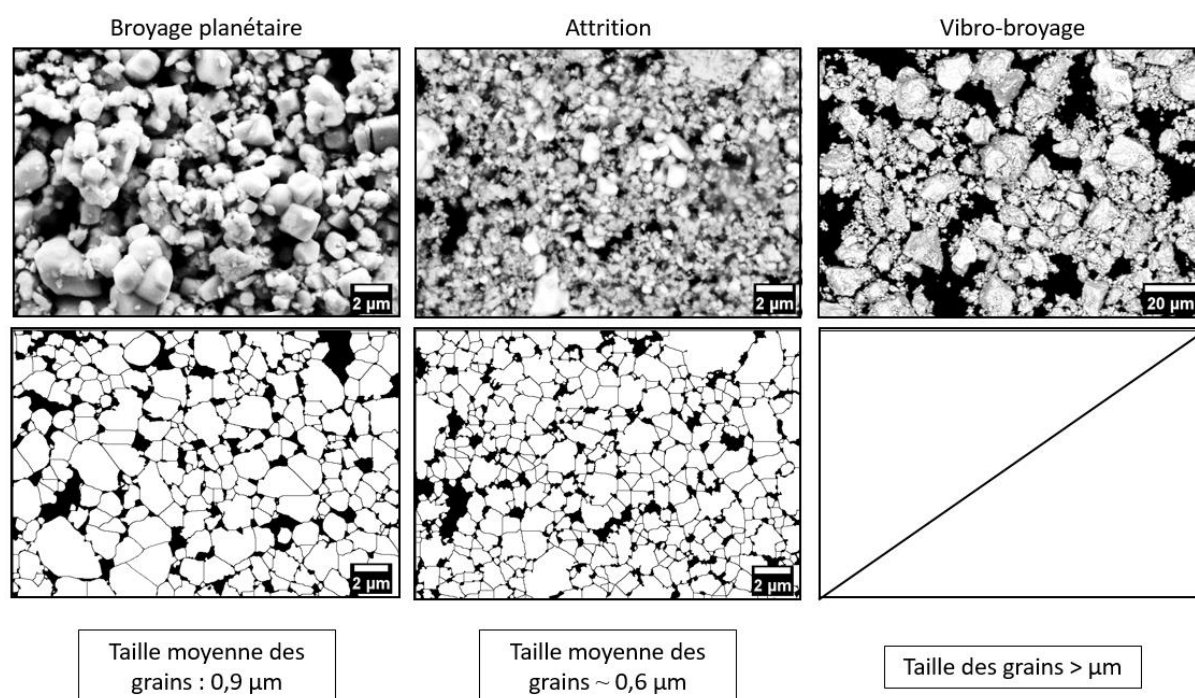 Broyage planétaire
Attrition
Vibro-broyage
2 µm
2 µm
20 µm
2 µm
2 µm
Taille moyenne des
grains : 0,9 µm
Taille moyenne des
grains ~ 0,6 µm
Taille des grains > µm